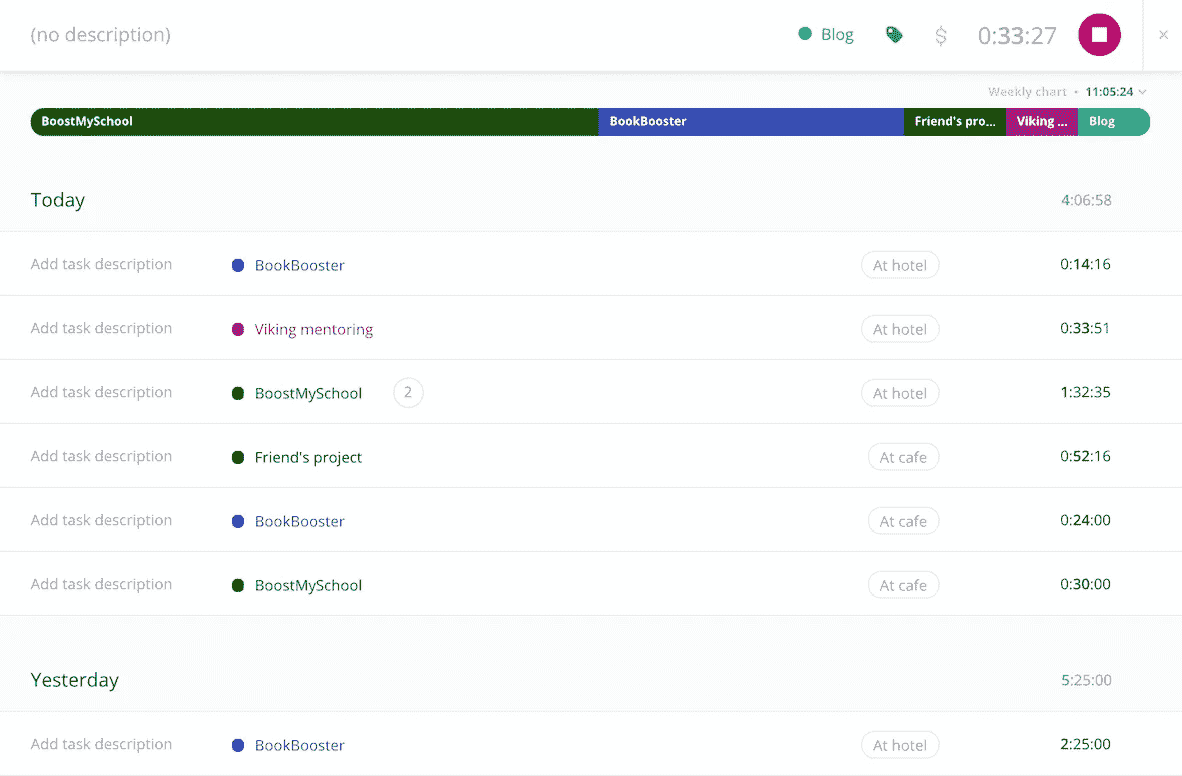 (no description) Blog $ 0:33:27 ×
Weekly chart • 11:05:24
BoostMySchool BookBooster Friend's pro... Viking ... Blog
Today 4:06:58
Add task description BookBooster At hotel 0:14:16
Add task description Viking mentoring At hotel 0:33:51
Add task description BoostMySchool 2 At hotel 1:32:35
Add task description Friend's project At cafe 0:52:16
Add task description BookBooster At cafe 0:24:00
Add task description BoostMySchool At cafe 0:30:00
Yesterday 5:25:00
Add task description BookBooster At hotel 2:25:00